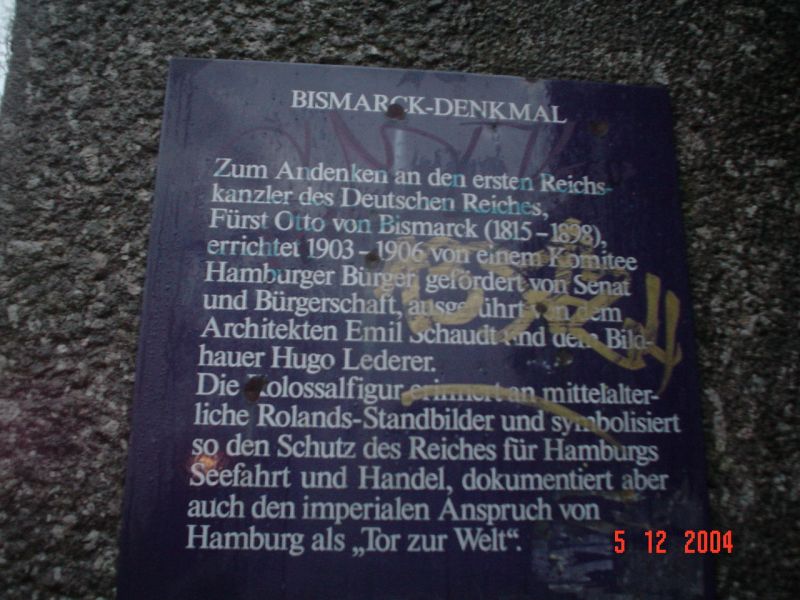 BISMARCK-DENKMAL
Zum Andenken an den ersten Reichs-
kanzler des Deutschen Reiches,
Fürst Otto von Bismarck (1815–1898),
errichtet 1903–1906 von einem Komitee
Hamburger Bürger, gefördert von Senat
und Bürgerschaft, ausgeführt von dem
Architekten Emil Schaudt und dem Bild-
hauer Hugo Lederer.
Die Kolossalfigur erinnert an mittelalter-
liche Rolands-Standbilder und symbolisiert
so den Schutz des Reiches für Hamburgs
Seefahrt und Handel, dokumentiert aber
auch den imperialen Anspruch von
Hamburg als „Tor zur Welt“.
5 12 2004